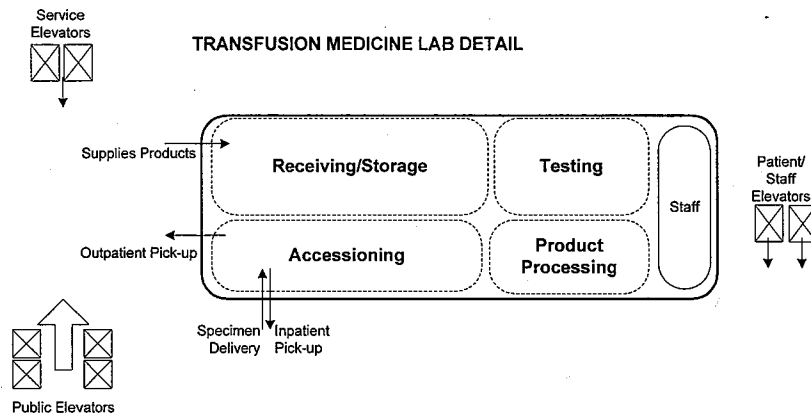 Service
Elevators
TRANSFUSION MEDICINE LAB DETAIL
Supplies Products
Receiving/Storage
Testing
Patient/
Staff
Elevators
Staff
Outpatient Pick-up
Accessioning
Product
Processing
Specimen
Delivery
Inpatient
Pick-up
Public Elevators